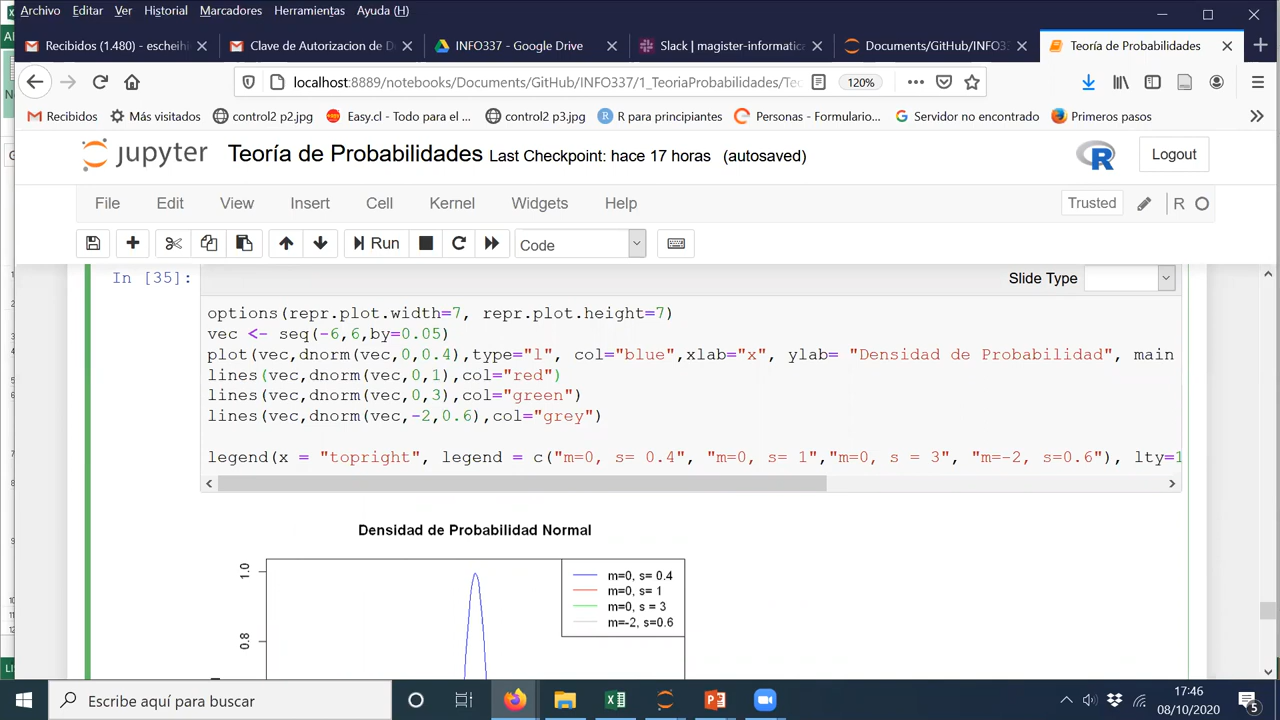 Archivo Editar Ver Historial Marcadores Herramientas Ayuda (H)
Recibidos (1.480) - escheih
Clave de Autorización de D
INFO337 - Google Drive
Slack | magister-informatic
Documents/GitHub/INFO33
Teoría de Probabilidades
localhost:8889/notebooks/Documents/GitHub/INFO337/1_TeoriaProbabilidades/Te
120%
Recibidos
Más visitados
control2 p2.jpg
Easy.cl - Todo para el ...
control2 p3.jpg
R para principiantes
Personas - Formulario...
Servidor no encontrado
Primeros pasos
jupyter Teoría de Probabilidades Last Checkpoint: hace 17 horas (autosaved)
Logout
File Edit View Insert Cell Kernel Widgets Help
Trusted
R
Run
Code
In [35]:
Slide Type
options(repr.plot.width=7, repr.plot.height=7)
vec <- seq(-6,6,by=0.05)
plot(vec,dnorm(vec,0,0.4),type="l", col="blue",xlab="x", ylab= "Densidad de Probabilidad", main
lines(vec,dnorm(vec,0,1),col="red")
lines(vec,dnorm(vec,0,3),col="green")
lines(vec,dnorm(vec,-2,0.6),col="grey")
legend(x = "topright", legend = c("m=0, s= 0.4", "m=0, s= 1","m=0, s = 3", "m=-2, s=0.6"), lty=1
Densidad de Probabilidad Normal
1.0
0.8
m=0, s= 0.4
m=0, s= 1
m=0, s = 3
m=-2, s=0.6
Escribe aquí para buscar
17:46
08/10/2020
5